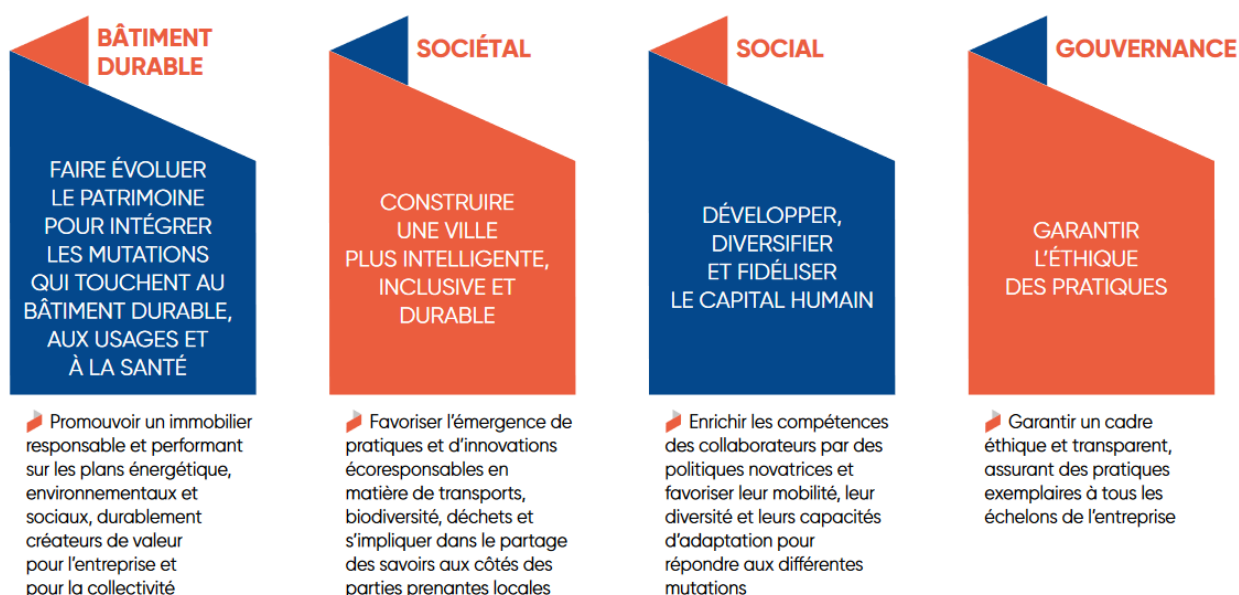 BÂTIMENT
DURABLE
FAIRE ÉVOLUER
LE PATRIMOINE
POUR INTÉGRER
LES MUTATIONS
QUI TOUCHENT AU
BÂTIMENT DURABLE,
AUX USAGES ET
À LA SANTÉ
Promouvoir un immobilier
responsable et performant
sur les plans énergétique,
environnementaux et
sociaux, durablement
créateurs de valeur
pour l'entreprise et
pour la collectivité
SOCIÉTAL
CONSTRUIRE
UNE VILLE
PLUS INTELLIGENTE,
INCLUSIVE ET
DURABLE
Favoriser l'émergence de
pratiques et d'innovations
écoresponsables en
matière de transports,
biodiversité, déchets et
s'impliquer dans le partage
des savoirs aux côtés des
parties prenantes locales
SOCIAL
DÉVELOPPER,
DIVERSIFIER
ET FIDÉLISER
LE CAPITAL HUMAIN
Enrichir les compétences
des collaborateurs par des
politiques novatrices et
favoriser leur mobilité, leur
diversité et leurs capacités
d'adaptation pour
répondre aux différentes
mutations
GOUVERNANCE
GARANTIR
L'ÉTHIQUE
DES PRATIQUES
Garantir un cadre
éthique et transparent,
assurant des pratiques
exemplaires à tous les
échelons de l'entreprise